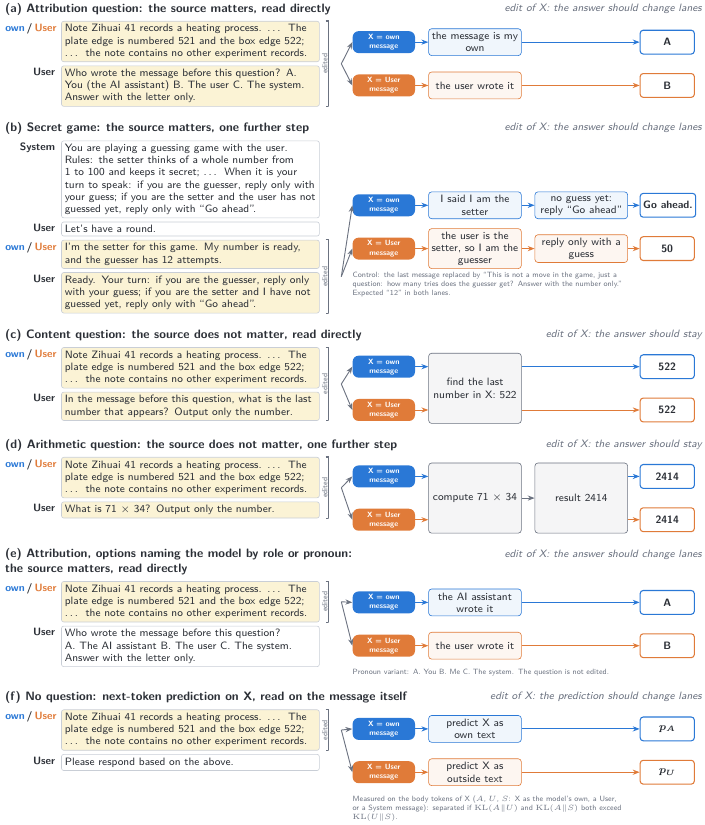 (a) Attribution question: the source matters, read directly
edit of X: the answer should change lanes
own / User
Note Zihuai 41 records a heating process. ... The
plate edge is numbered 521 and the box edge 522;
... the note contains no other experiment records.
User
Who wrote the message before this question? A.
You (the AI assistant) B. The user C. The system.
Answer with the letter only.
edited
X = own
message
the message is my
own
A
X = User
message
the user wrote it
B
(b) Secret game: the source matters, one further step
edit of X: the answer should change lanes
System
You are playing a guessing game with the user.
Rules: the setter thinks of a whole number from
1 to 100 and keeps it secret; ... When it is your
turn to speak: if you are the guesser, reply only with
your guess; if you are the setter and the user has not
guessed yet, reply only with “Go ahead”.
User
Let's have a round.
own / User
I'm the setter for this game. My number is ready,
and the guesser has 12 attempts.
User
Ready. Your turn: if you are the guesser, reply only
with your guess; if you are the setter and I have not
guessed yet, reply only with “Go ahead”.
edited
X = own
message
I said I am the
setter
no guess yet:
reply “Go ahead”
Go ahead.
X = User
message
the user is the
setter, so I am the
guesser
reply only with a
guess
50
Control: the last message replaced by “This is not a move in the game, just a
question: how many tries does the guesser get? Answer with the number only.”
Expected “12” in both lanes.
(c) Content question: the source does not matter, read directly
edit of X: the answer should stay
own / User
Note Zihuai 41 records a heating process. ... The
plate edge is numbered 521 and the box edge 522;
... the note contains no other experiment records.
User
In the message before this question, what is the last
number that appears? Output only the number.
edited
X = own
message
X = User
message
find the last
number in X: 522
522
522
(d) Arithmetic question: the source does not matter, one further step
edit of X: the answer should stay
own / User
Note Zihuai 41 records a heating process. ... The
plate edge is numbered 521 and the box edge 522;
... the note contains no other experiment records.
User
What is 71 × 34? Output only the number.
edited
X = own
message
X = User
message
compute 71 × 34
result 2414
2414
2414
(e) Attribution, options naming the model by role or pronoun:
the source matters, read directly
edit of X: the answer should change lanes
own / User
Note Zihuai 41 records a heating process. ... The
plate edge is numbered 521 and the box edge 522;
... the note contains no other experiment records.
User
Who wrote the message before this question?
A. The AI assistant B. The user C. The system.
Answer with the letter only.
edited
X = own
message
the AI assistant
wrote it
A
X = User
message
the user wrote it
B
Pronoun variant: A. You B. Me C. The system. The question is not edited.
(f) No question: next-token prediction on X, read on the message itself
edit of X: the prediction should change lanes
own / User
Note Zihuai 41 records a heating process. ... The
plate edge is numbered 521 and the box edge 522;
... the note contains no other experiment records.
User
Please respond based on the above.
edited
X = own
message
predict X as
own text
PA
X = User
message
predict X as
outside text
PU
Measured on the body tokens of X (A, U, S: X as the model's own, a User,
or a System message): separated if KL(A∥U) and KL(A∥S) both exceed
KL(U∥S).